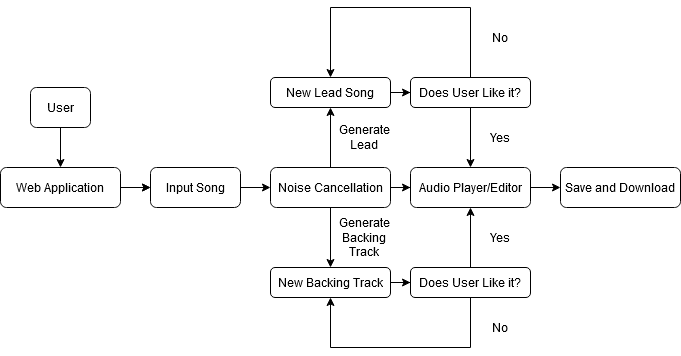 No
New Lead Song
Does User Like it?
User
Generate
Lead
Yes
Web Application
Input Song
Noise Cancellation
Audio Player/Editor
Save and Download
Generate
Backing
Track
Yes
New Backing Track
Does User Like it?
No